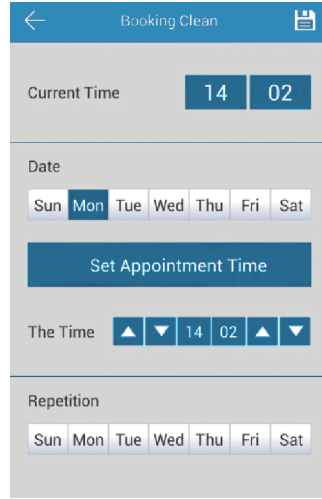 Booking Clean
Current Time 14 02
Date
Sun Mon Tue Wed Thu Fri Sat
Set Appointment Time
The Time 14 02
Repetition
Sun Mon Tue Wed Thu Fri Sat